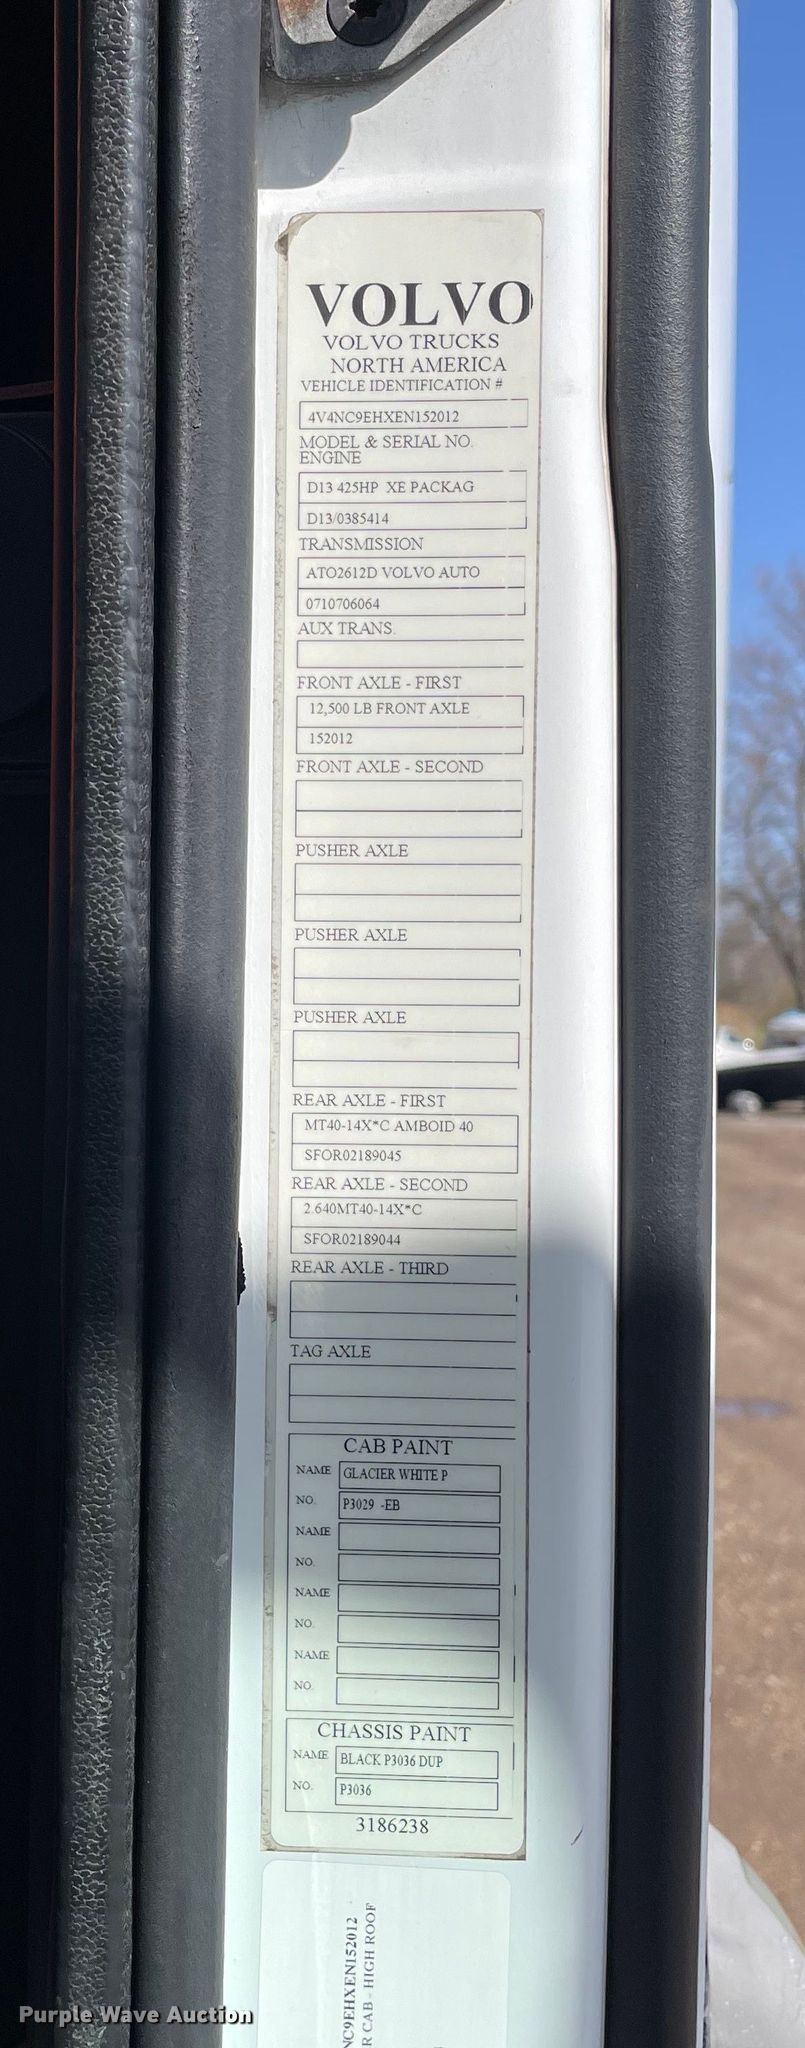 VOLVO
VOLVO TRUCKS
NORTH AMERICA
VEHICLE IDENTIFICATION #
4V4NC9EHXEN152012
MODEL & SERIAL NO.
ENGINE
D13 425HP XE PACKAG
D13/0385414
TRANSMISSION
ATO2612D VOLVO AUTO
0710706064
AUX TRANS.
FRONT AXLE - FIRST
12,500 LB FRONT AXLE
152012
FRONT AXLE - SECOND
PUSHER AXLE
PUSHER AXLE
PUSHER AXLE
REAR AXLE - FIRST
MT40-14X*C AMBOID 40
SFOR02189045
REAR AXLE - SECOND
2.640MT40-14X*C
SFOR02189044
REAR AXLE - THIRD
TAG AXLE
CAB PAINT
NAME GLACIER WHITE P
NO. P3029 -EB
NAME
NO.
NAME
NO.
NAME
NO.
CHASSIS PAINT
NAME BLACK P3036 DUP
NO. P3036
3186238
NC9EHXEN152012
R CAB - HIGH ROOF
Purple Wave Auction